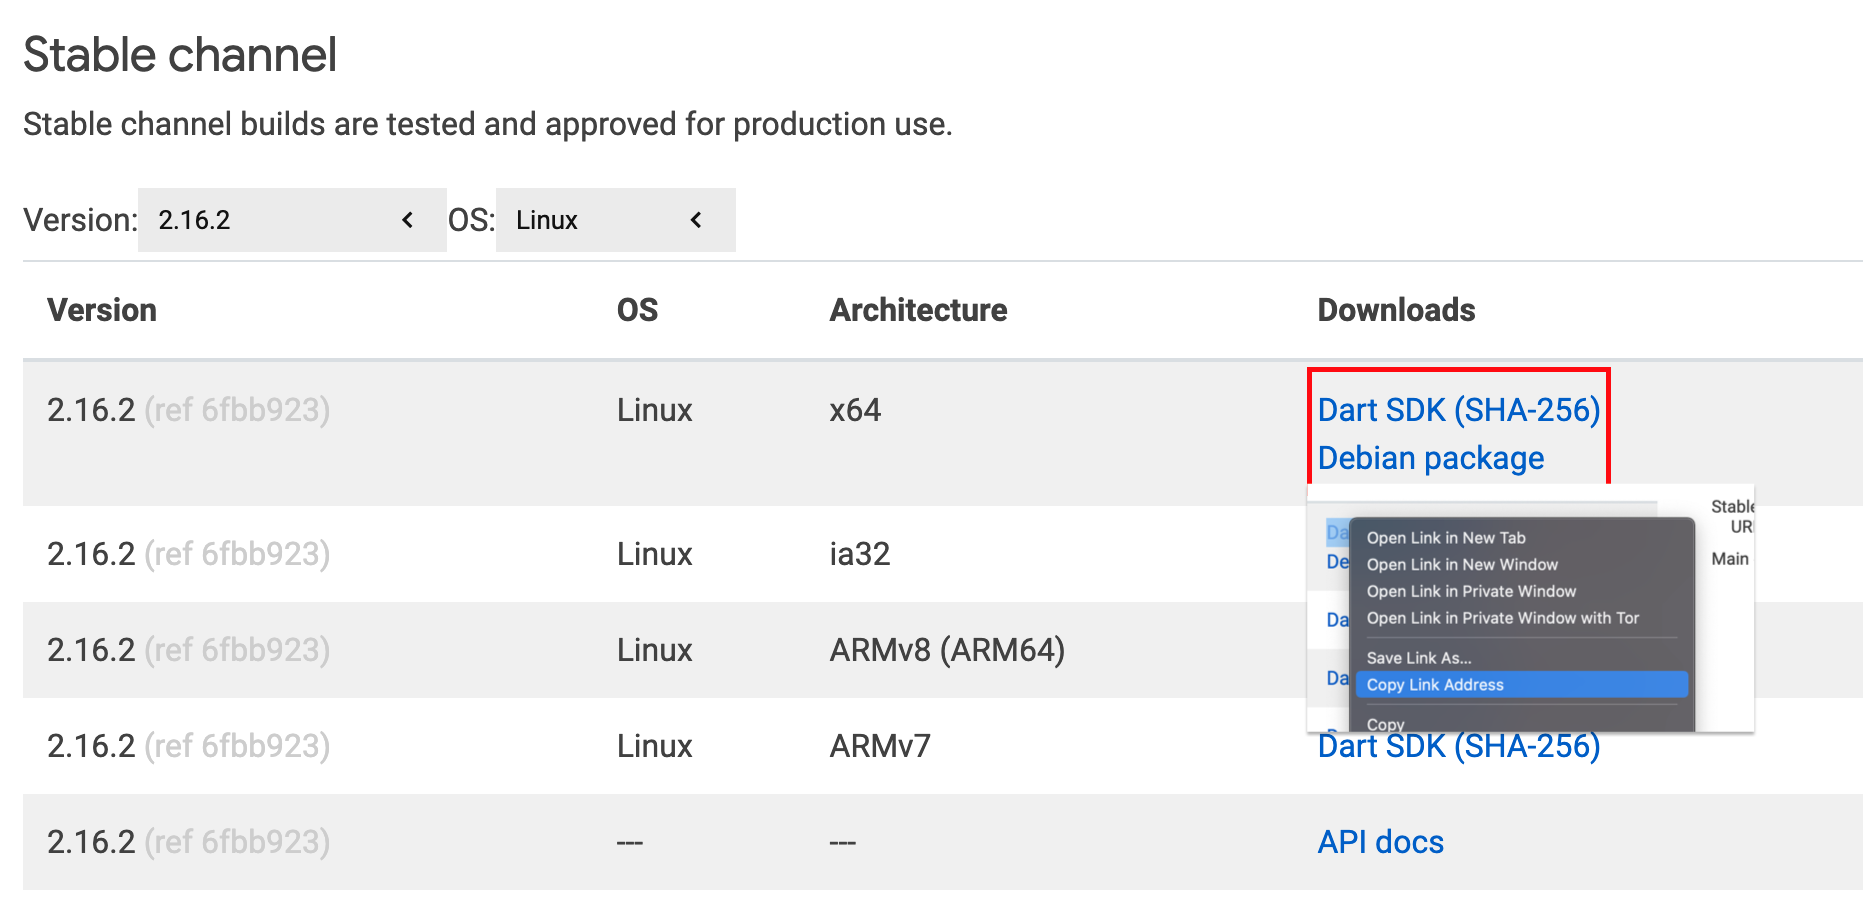 Stable channel
Stable channel builds are tested and approved for production use.
Version: 2.16.2 OS: Linux
Version OS Architecture Downloads
2.16.2 (ref 6fbb923) Linux x64 Dart SDK (SHA-256)
Debian package
2.16.2 (ref 6fbb923) Linux ia32
2.16.2 (ref 6fbb923) Linux ARMv8 (ARM64)
Da
De
Da
Da
Open Link in New Tab
Open Link in New Window
Open Link in Private Window
Open Link in Private Window with Tor
Save Link As...
Copy Link Address
Copy
Stable
UR
Main
2.16.2 (ref 6fbb923) Linux ARMv7 Dart SDK (SHA-256)
2.16.2 (ref 6fbb923) --- --- API docs